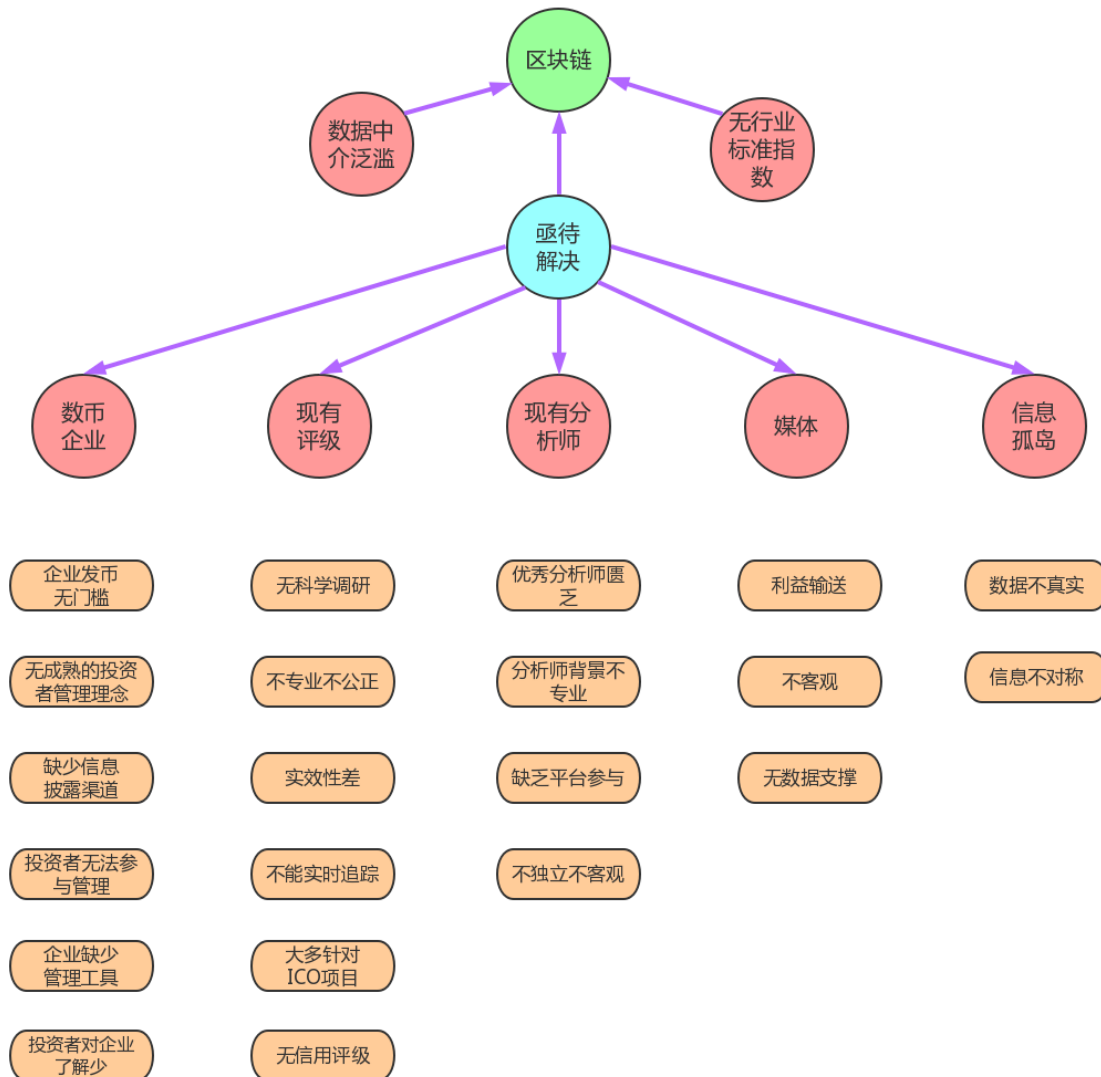 区块链
数据中
介泛滥
无行业
标准指
数
亟待
解决
数币
企业
现有
评级
现有分
析师
媒体
信息
孤岛
企业发币
无门槛
无科学调研
优秀分析师匮
乏
利益输送
数据不真实
无成熟的投资
者管理理念
不专业不公正
分析师背景不
专业
不客观
信息不对称
缺少信息
披露渠道
实效性差
缺乏平台参与
无数据支撑
投资者无法参
与管理
不能实时追踪
不独立不客观
企业缺少
管理工具
大多针对
ICO项目
投资者对企业
了解少
无信用评级